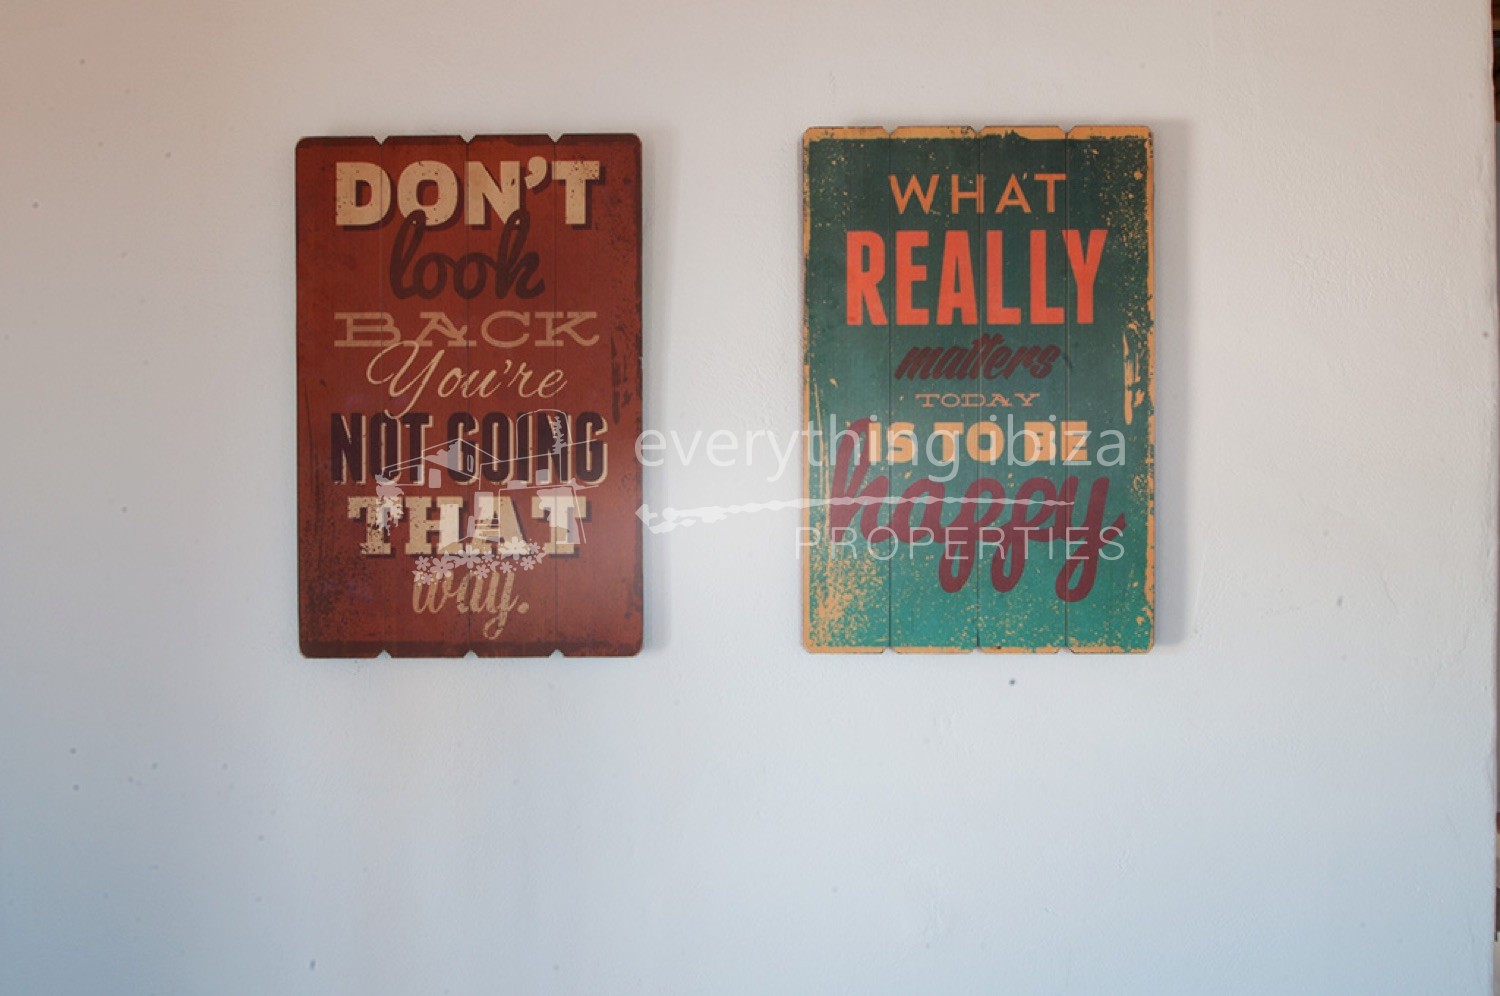 DON'T
look
BACK
You're
NOT GOING
THAT
way.
WHAT
REALLY
matters
TODAY
IS TO BE
happy.
everything ibiza
PROPERTIES